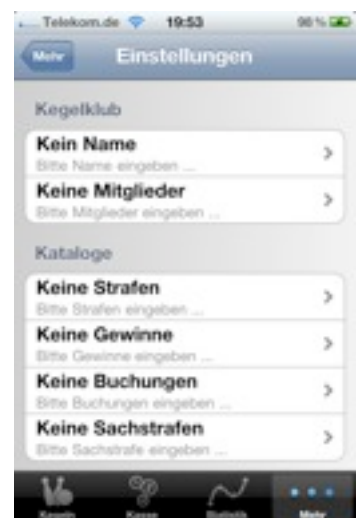 Telekom.de 19:53 98 %
Mehr Einstellungen
Kegelklub
Kein Name
Bitte Name eingeben ...
Keine Mitglieder
Bitte Mitglieder eingeben ...
Kataloge
Keine Strafen
Bitte Strafen eingeben ...
Keine Gewinne
Bitte Gewinne eingeben ...
Keine Buchungen
Bitte Buchungen eingeben ...
Keine Sachstrafen
Bitte Sachstrafe eingeben ...
Kegeln Kasse Statistik Mehr